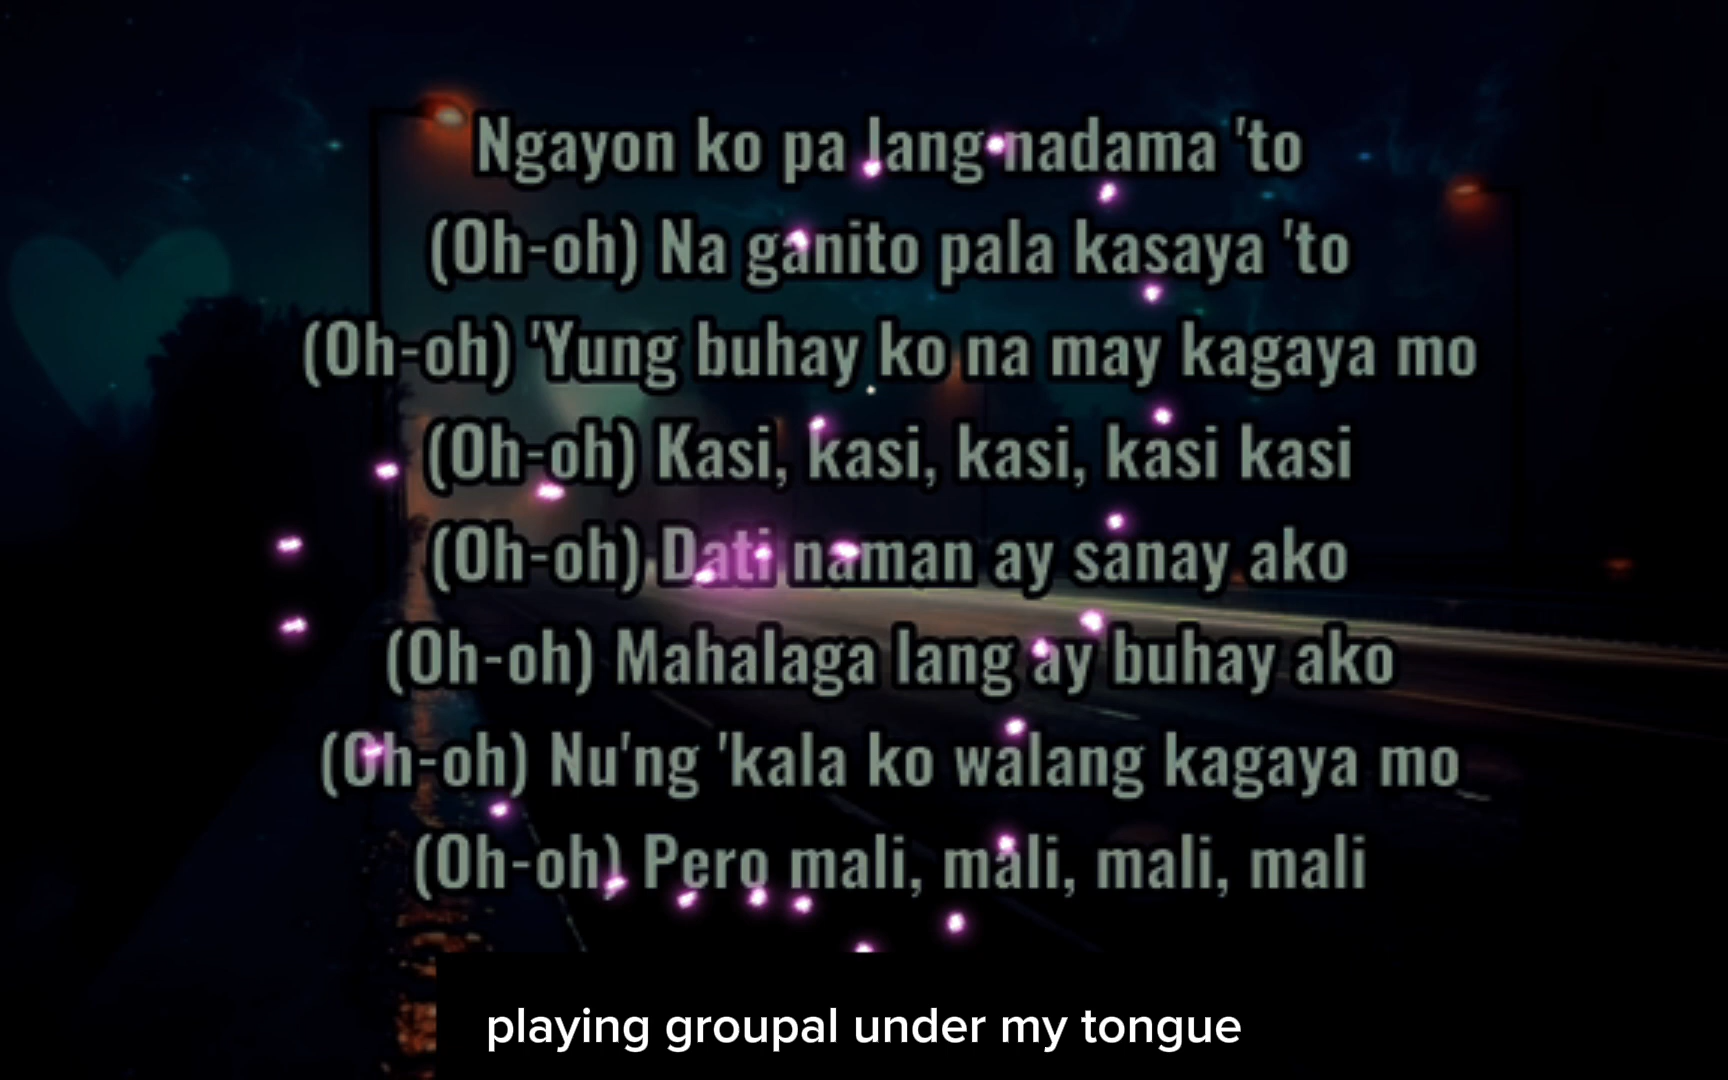 Ngayon ko pa lang nadama 'to
(Oh-oh) Na ganito pala kasaya 'to
(Oh-oh) 'Yung buhay ko na may kagaya mo
(Oh-oh) Kasi, kasi, kasi, kasi kasi
(Oh-oh) Dati naman ay sanay ako
(Oh-oh) Mahalaga lang ay buhay ako
(Oh-oh) Nu'ng 'kala ko walang kagaya mo
(Oh-oh) Pero mali, mali, mali, mali
playing groupal under my tongue